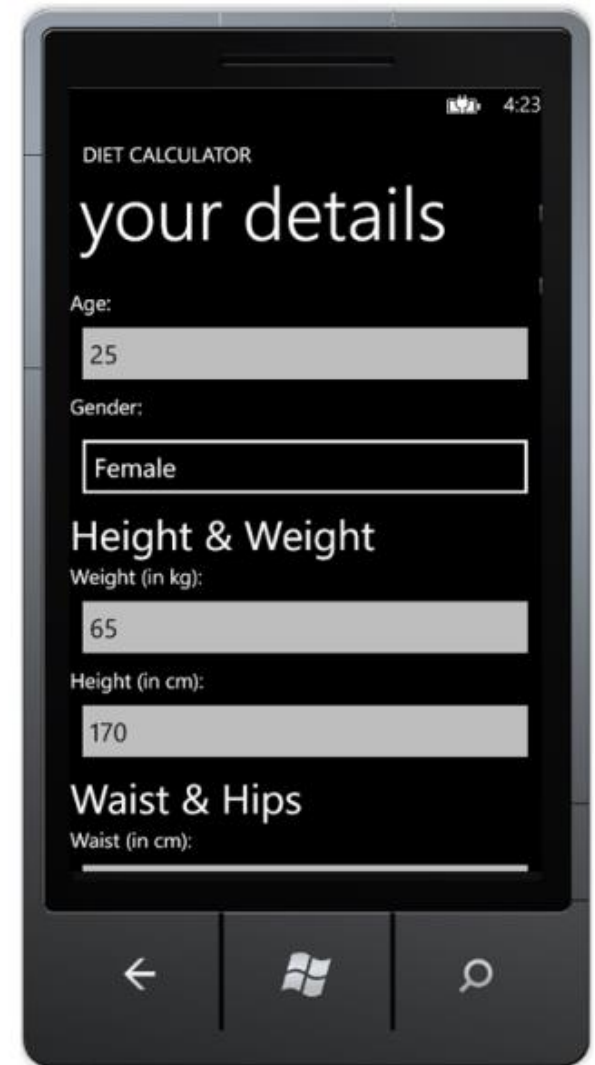 4:23
DIET CALCULATOR
your details
Age:
25
Gender:
Female
Height & Weight
Weight (in kg):
65
Height (in cm):
170
Waist & Hips
Waist (in cm):